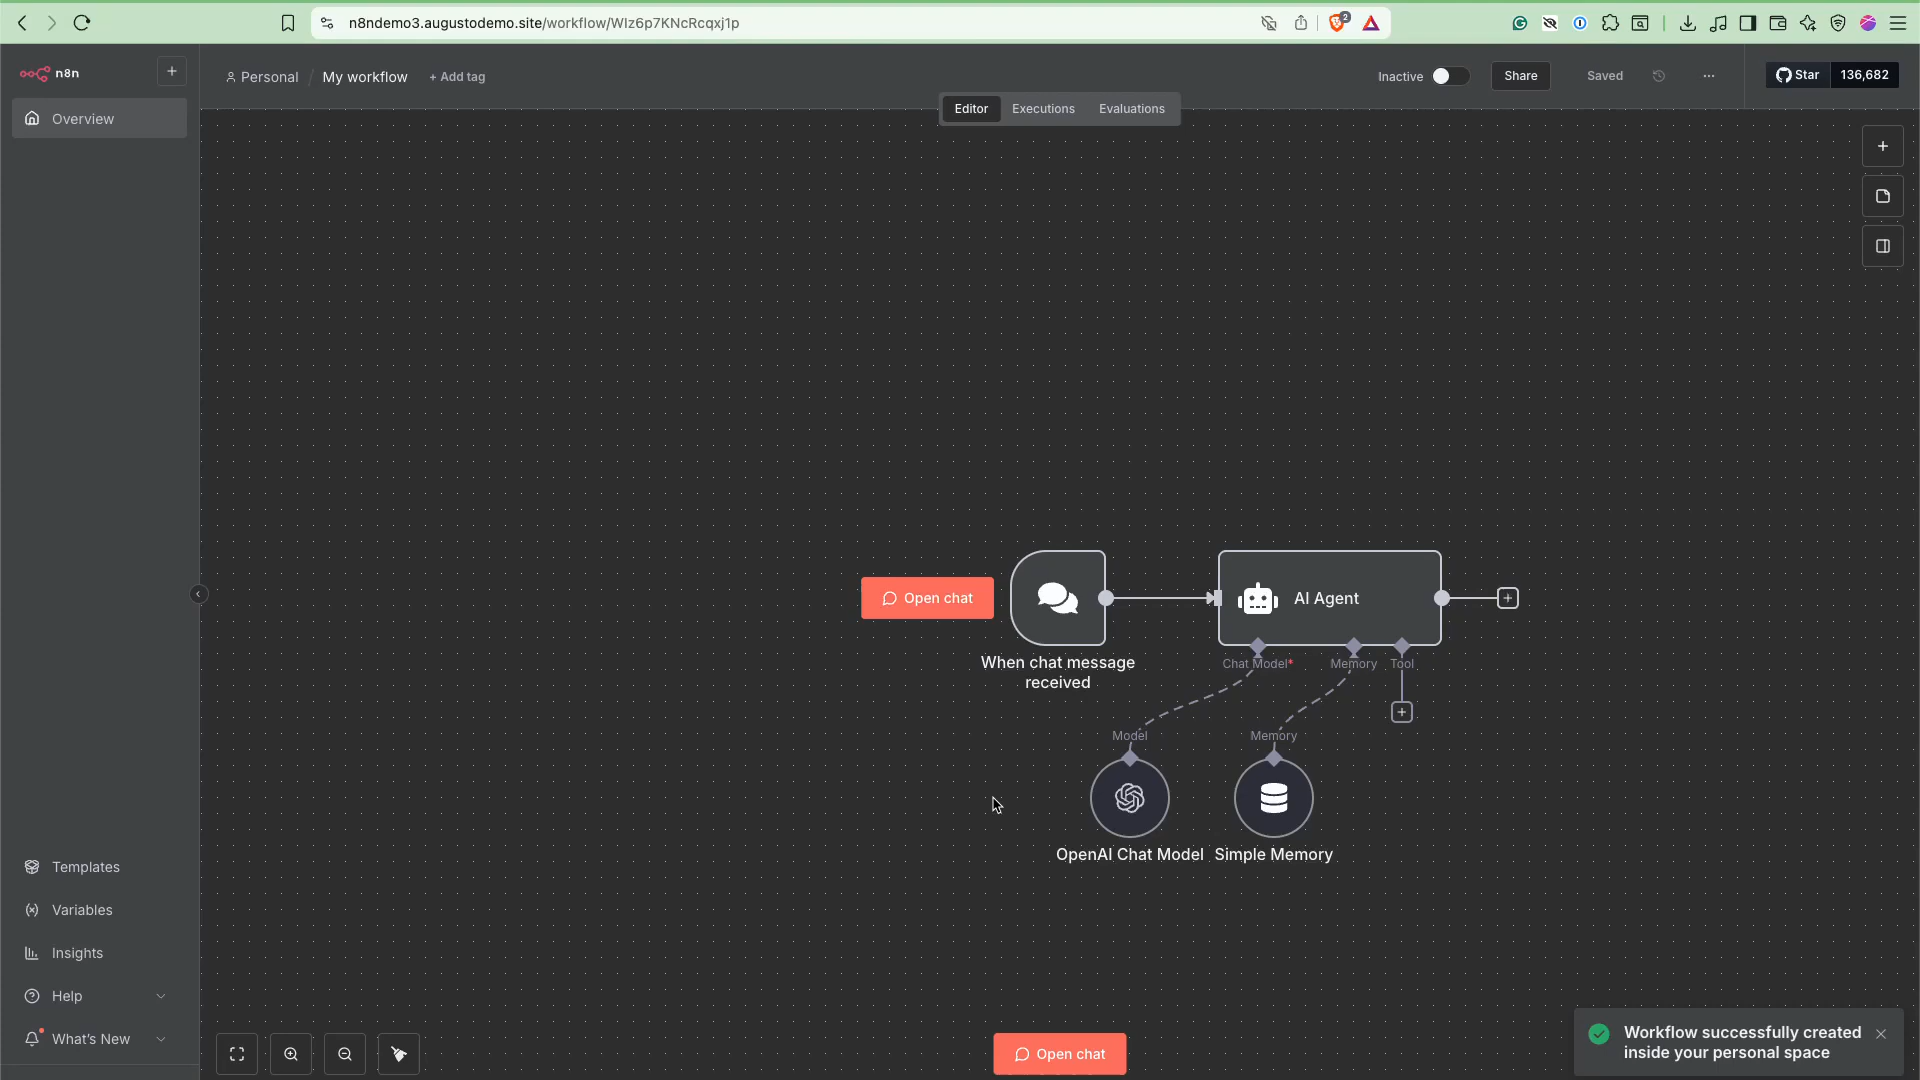 n8ndemo3.augustodemo.site/workflow/WIz6p7KNcRcqxj1p
2
n8n
Personal / My workflow + Add tag
Inactive
Share
Saved
Star 136,682
Editor Executions Evaluations
Overview
Open chat
AI Agent
When chat message
received
Chat Model*
Memory
Tool
Model
Memory
OpenAI Chat Model
Simple Memory
Templates
Variables
Insights
Help
What's New
Open chat
Workflow successfully created
inside your personal space